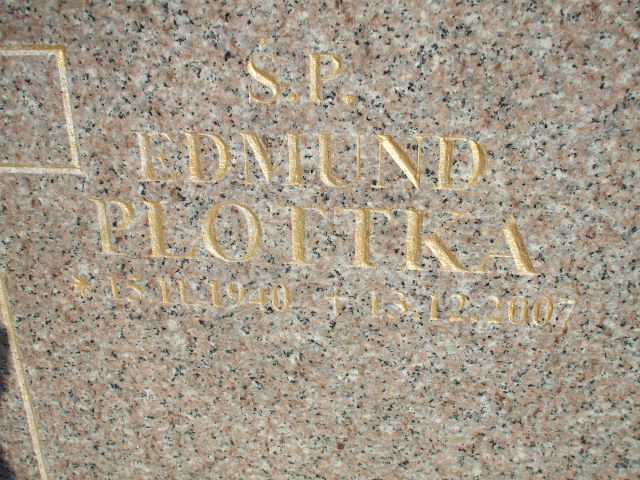 Ś.P.
EDMUND
PLOTTKA
* 15.11.1940 + 13.12.2007